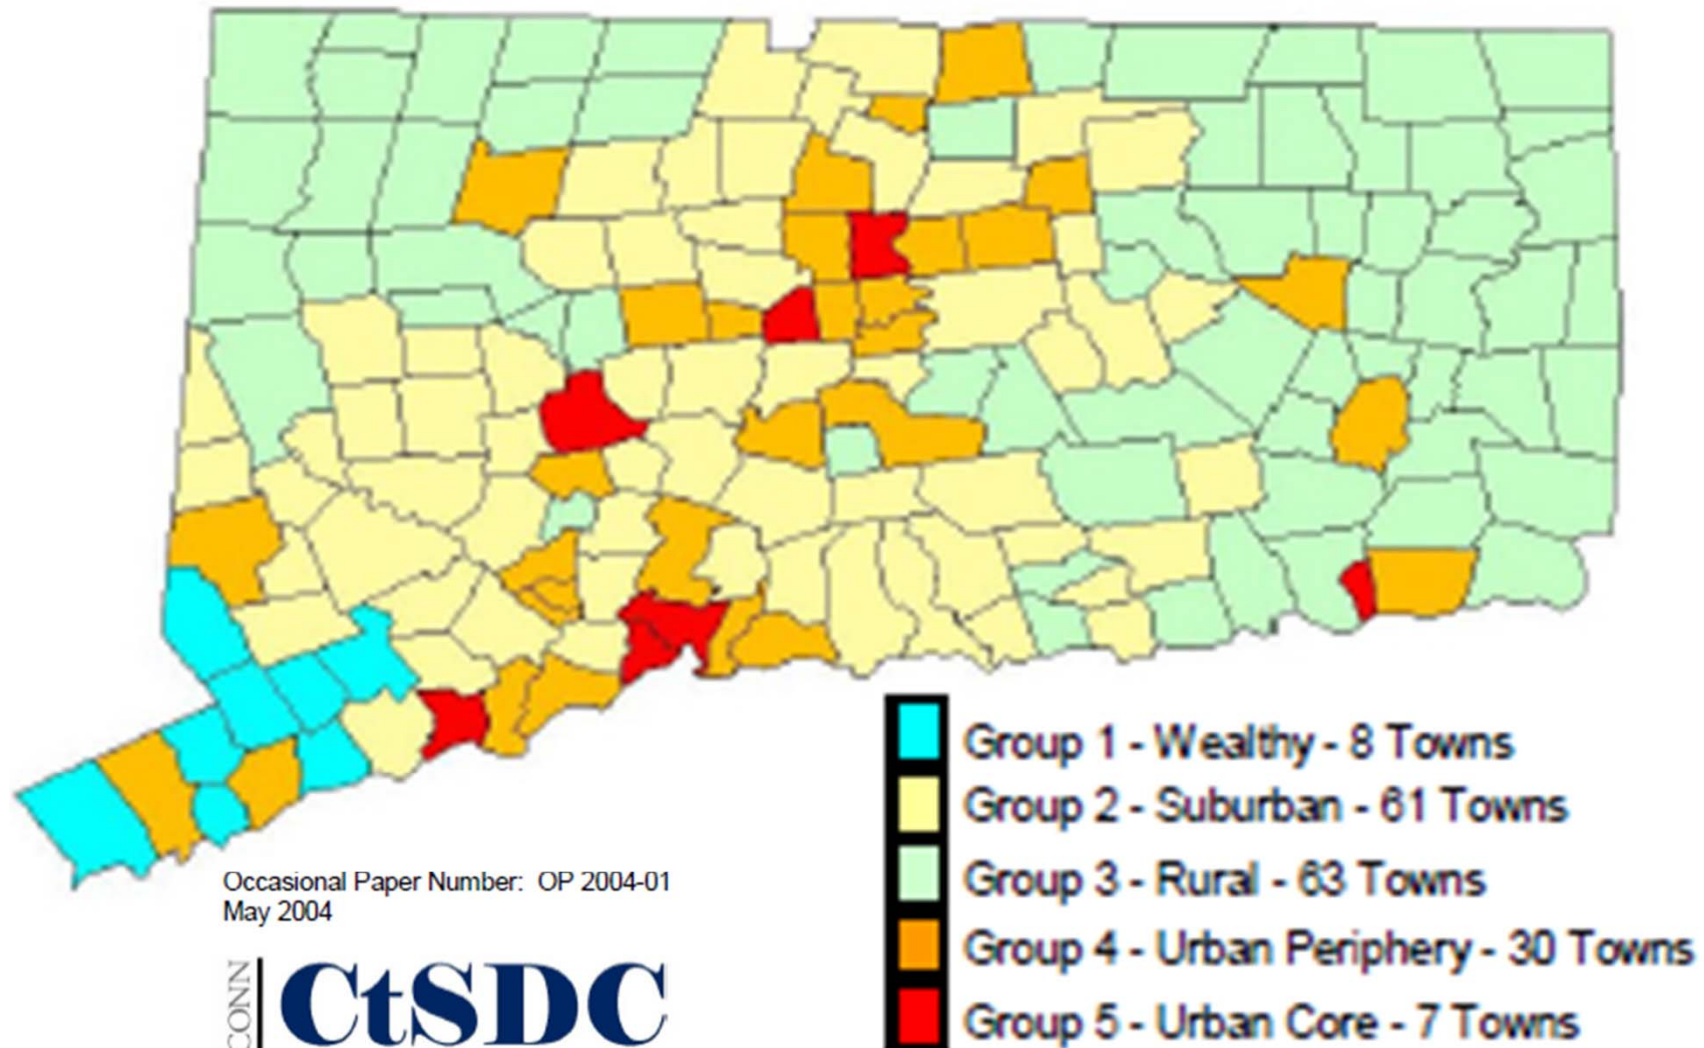 Group 1 - Wealthy - 8 Towns
Group 2 - Suburban - 61 Towns
Group 3 - Rural - 63 Towns
Group 4 - Urban Periphery - 30 Towns
Group 5 - Urban Core - 7 Towns
Occasional Paper Number: OP 2004-01
May 2004
CONN
CtSDC